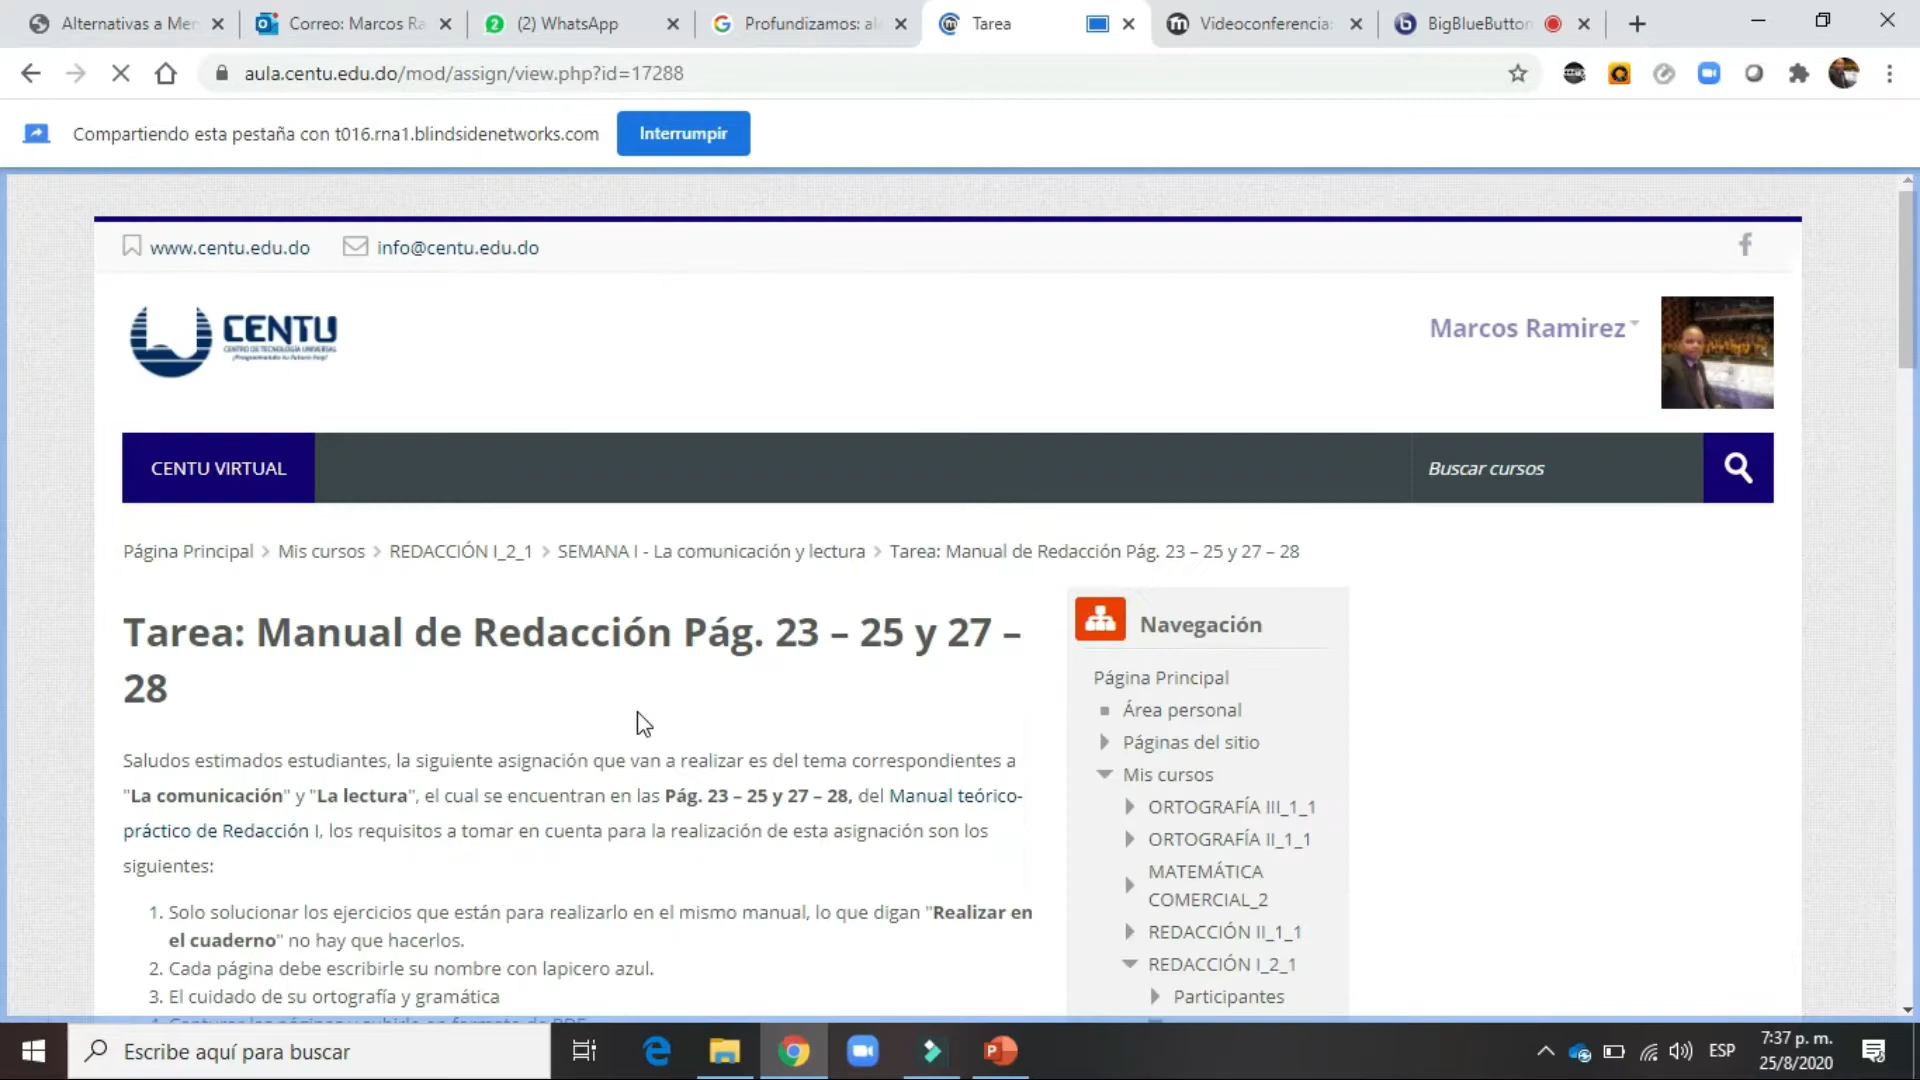 Alternativas a Mer
Correo: Marcos Ra
(2) WhatsApp
Profundizamos: al
Tarea
Videoconferencia:
BigBlueButton
aula.centu.edu.do/mod/assign/view.php?id=17288
Compartiendo esta pestaña con t016.rna1.blindsidenetworks.com
Interrumpir
www.centu.edu.do
info@centu.edu.do
CENTU
CENTRO DE TECNOLOGÍA UNIVERSAL
¡Programando tu futuro hoy!
Marcos Ramirez
CENTU VIRTUAL
Buscar cursos
Página Principal > Mis cursos > REDACCIÓN I_2_1 > SEMANA I - La comunicación y lectura > Tarea: Manual de Redacción Pág. 23 – 25 y 27 – 28
Tarea: Manual de Redacción Pág. 23 – 25 y 27 –
28
Saludos estimados estudiantes, la siguiente asignación que van a realizar es del tema correspondientes a
"La comunicación" y "La lectura", el cual se encuentran en las Pág. 23 – 25 y 27 – 28, del Manual teórico-
práctico de Redacción I, los requisitos a tomar en cuenta para la realización de esta asignación son los
siguientes:
1. Solo solucionar los ejercicios que están para realizarlo en el mismo manual, lo que digan "Realizar en
el cuaderno" no hay que hacerlos.
2. Cada página debe escribirle su nombre con lapicero azul.
3. El cuidado de su ortografía y gramática
Navegación
Página Principal
Área personal
Páginas del sitio
Mis cursos
ORTOGRAFÍA III_1_1
ORTOGRAFÍA II_1_1
MATEMÁTICA
COMERCIAL_2
REDACCIÓN II_1_1
REDACCIÓN I_2_1
Participantes
Escribe aquí para buscar
ESP
7:37 p. m.
25/8/2020